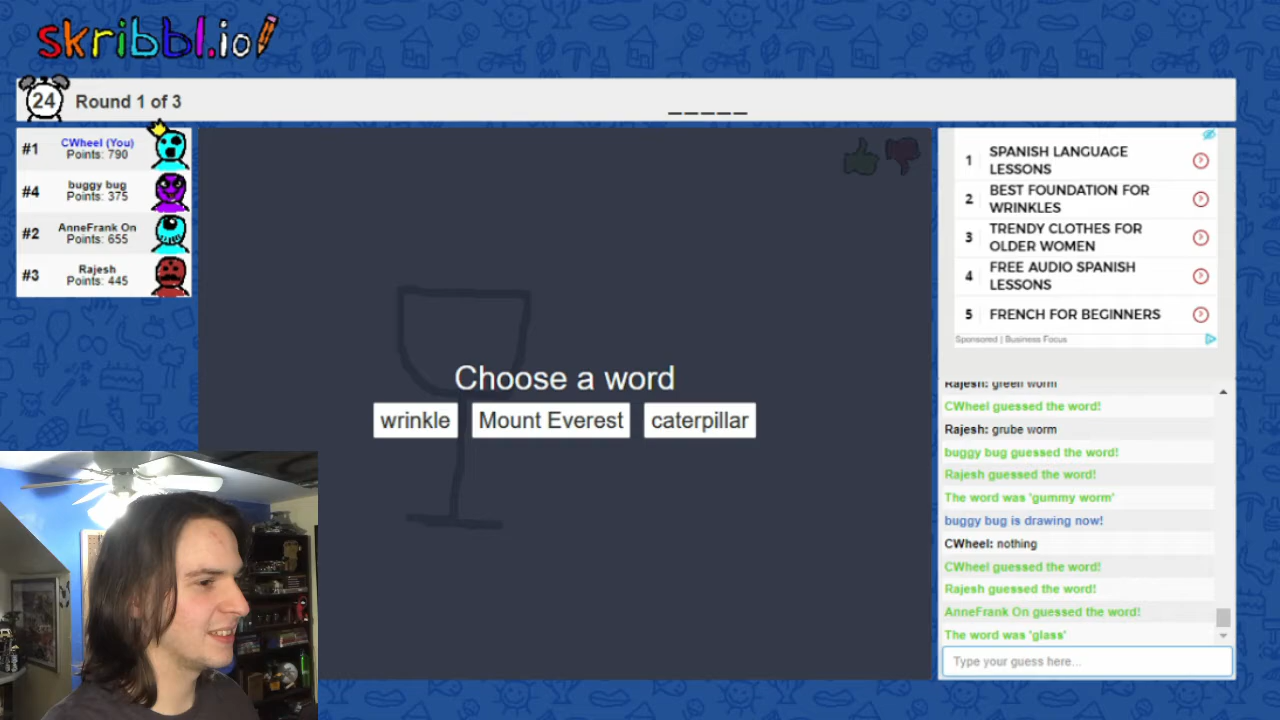 skribbl.io
24
Round 1 of 3
_____
#1
CWheel (You)
Points: 790
#4
buggy bug
Points: 375
#2
AnneFrank On
Points: 655
#3
Rajesh
Points: 445
Choose a word
wrinkle
Mount Everest
caterpillar
1
SPANISH LANGUAGE
LESSONS
2
BEST FOUNDATION FOR
WRINKLES
3
TRENDY CLOTHES FOR
OLDER WOMEN
4
FREE AUDIO SPANISH
LESSONS
5
FRENCH FOR BEGINNERS
Sponsored | Business Focus
Rajesh: green worm
CWheel guessed the word!
Rajesh: grube worm
buggy bug guessed the word!
Rajesh guessed the word!
The word was 'gummy worm'
buggy bug is drawing now!
CWheel: nothing
CWheel guessed the word!
Rajesh guessed the word!
AnneFrank On guessed the word!
The word was 'glass'
Type your guess here...